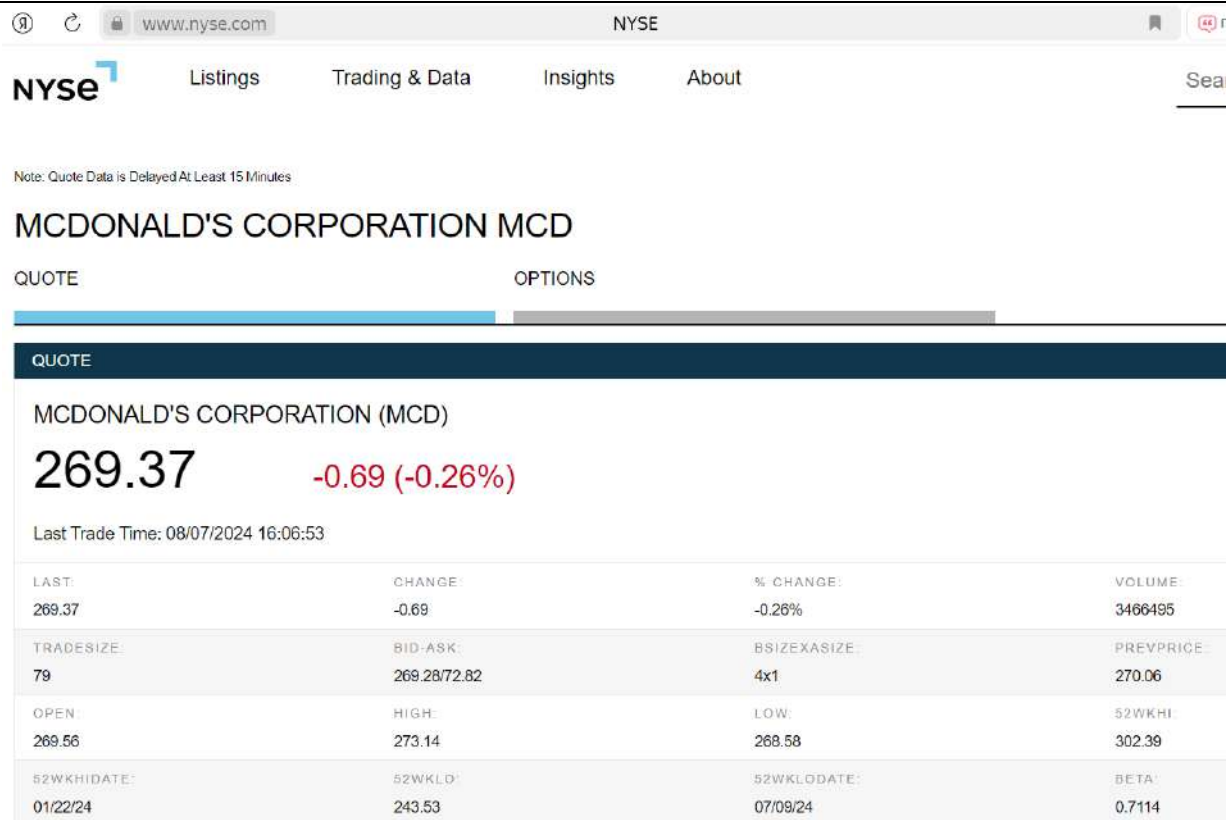 Я www.nyse.com NYSE
NYSE Listings Trading & Data Insights About Sear
Note: Quote Data is Delayed At Least 15 Minutes
MCDONALD'S CORPORATION MCD
QUOTE OPTIONS
QUOTE
MCDONALD'S CORPORATION (MCD)
269.37 -0.69 (-0.26%)
Last Trade Time: 08/07/2024 16:06:53
LAST: CHANGE: % CHANGE: VOLUME:
269.37 -0.69 -0.26% 3466495
TRADESIZE: BID-ASK: BSIZEXASIZE: PREVPRICE:
79 269.28/72.82 4x1 270.06
OPEN: HIGH: LOW: 52WKHI:
269.56 273.14 268.58 302.39
52WKHIDATE: 52WKLO: 52WKLODATE: BETA:
01/22/24 243.53 07/09/24 0.7114